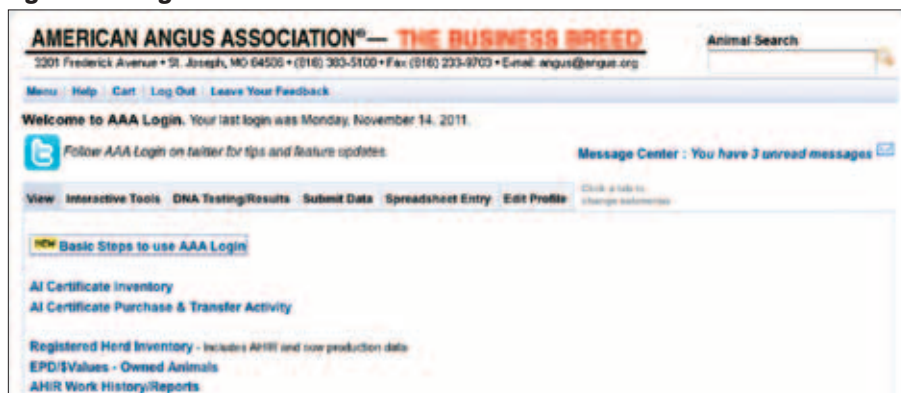 AMERICAN ANGUS ASSOCIATION®— THE BUSINESS BREED
Animal Search
3201 Frederick Avenue • St. Joseph, MO 64506 • (816) 383-5100 • Fax (816) 233-9703 • E-mail: angus@angus.org
Menu Help Cart Log Out Leave Your Feedback
Welcome to AAA Login. Your last login was Monday, November 14, 2011.
Follow AAA Login on twitter for tips and feature updates.
Message Center : You have 3 unread messages
View Interactive Tools DNA Testing/Results Submit Data Spreadsheet Entry Edit Profile
Click a tab to
change
NEW Basic Steps to use AAA Login
AI Certificate Inventory
AI Certificate Purchase & Transfer Activity
Registered Herd Inventory - Includes AHIR and cow production data
EPD/$Values - Owned Animals
AHIR Work History/Reports